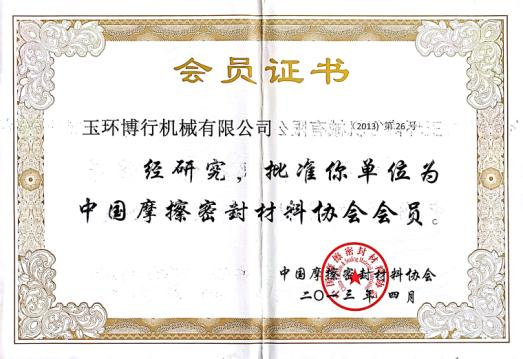 会员证书
玉环博行机械有限公司 (2013) 第26号
经研究，批准你单位为
中国摩擦密封材料协会会员。
中国摩擦密封材料协会
二〇一三年四月